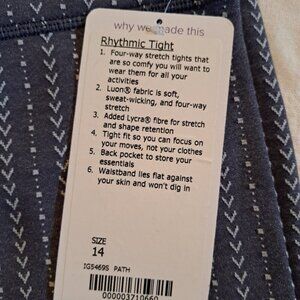 why we made this
Rhythmic Tight
1. Four-way stretch tights that
are so comfy you will want to
wear them for all your
activities
2. Luon® fabric is soft,
sweat-wicking, and four-way
stretch
3. Added Lycra® fibre for stretch
and shape retention
4. Tight fit so you can focus on
your moves, not your clothes
5. Back pocket to store your
essentials
6. Waistband lies flat against
your skin and won't dig in
SIZE
14
IG5469S PATH
000003710660